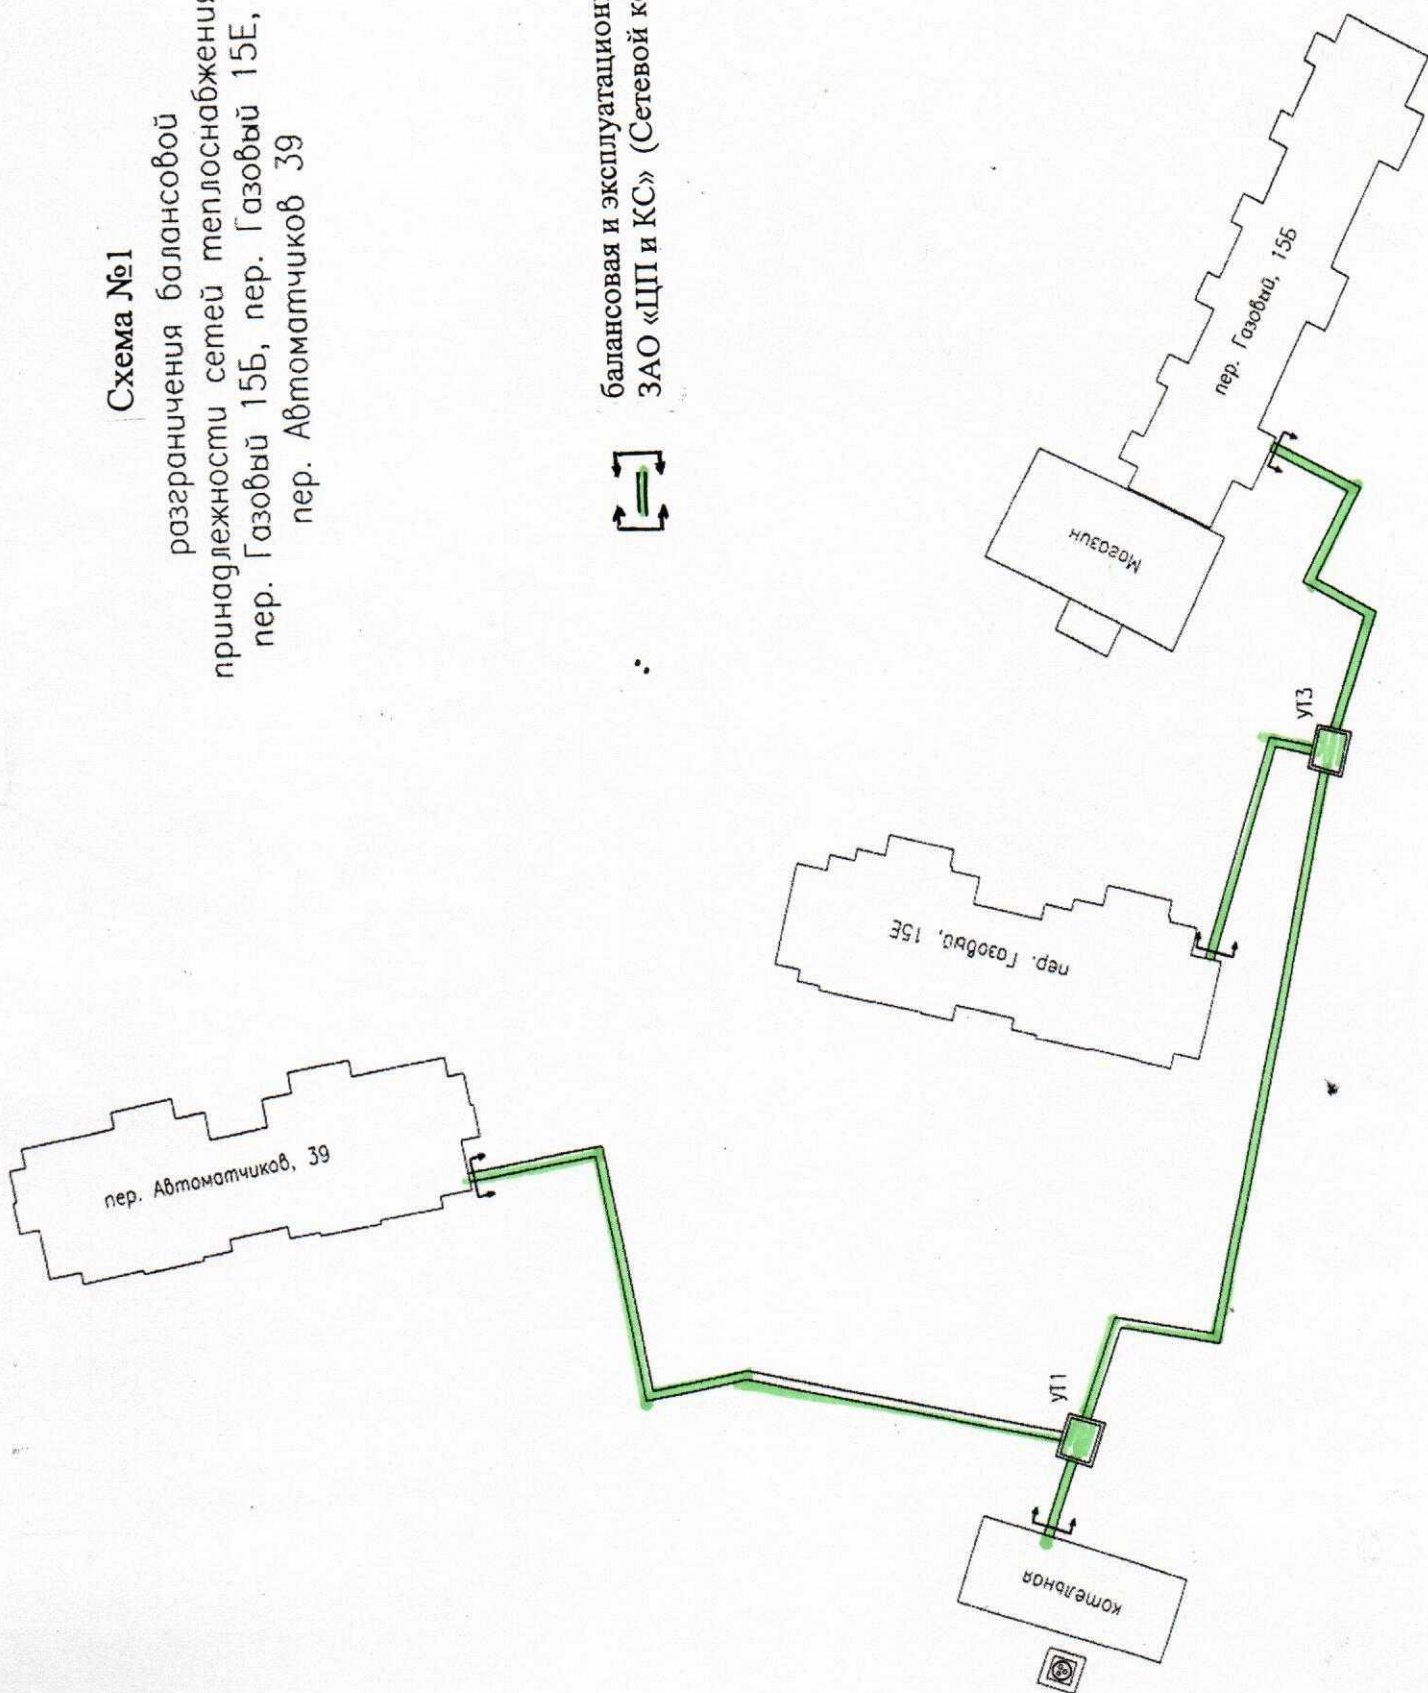 Схема №1
разграничения балансовой
принадлежности сетей теплоснабжения
пер. Газовый 15Б, пер. Газовый 15Е,
пер. Автоматчиков 39
балансовая и эксплуатационн
ЗАО «ЦП и КС» (Сетевой к
пер. Газовый, 15Б
Магазин
УТ3
пер. Газовый, 15Е
пер. Автоматчиков, 39
УТ1
котельная